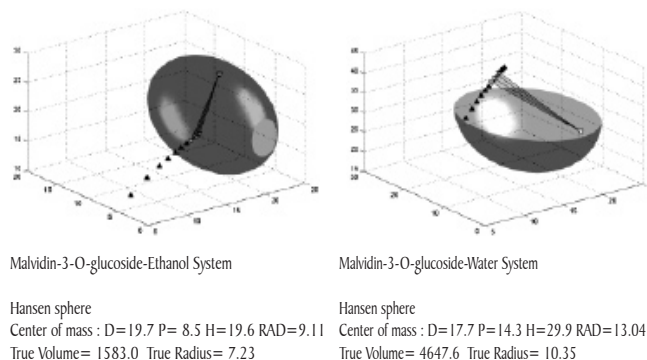 Malvidin-3-O-glucoside-Ethanol System
Hansen sphere
Center of mass : D=19.7 P= 8.5 H=19.6 RAD=9.11
True Volume= 1583.0 True Radius= 7.23
Malvidin-3-O-glucoside-Water System
Hansen sphere
Center of mass : D=17.7 P=14.3 H=29.9 RAD=13.04
True Volume= 4647.6 True Radius= 10.35